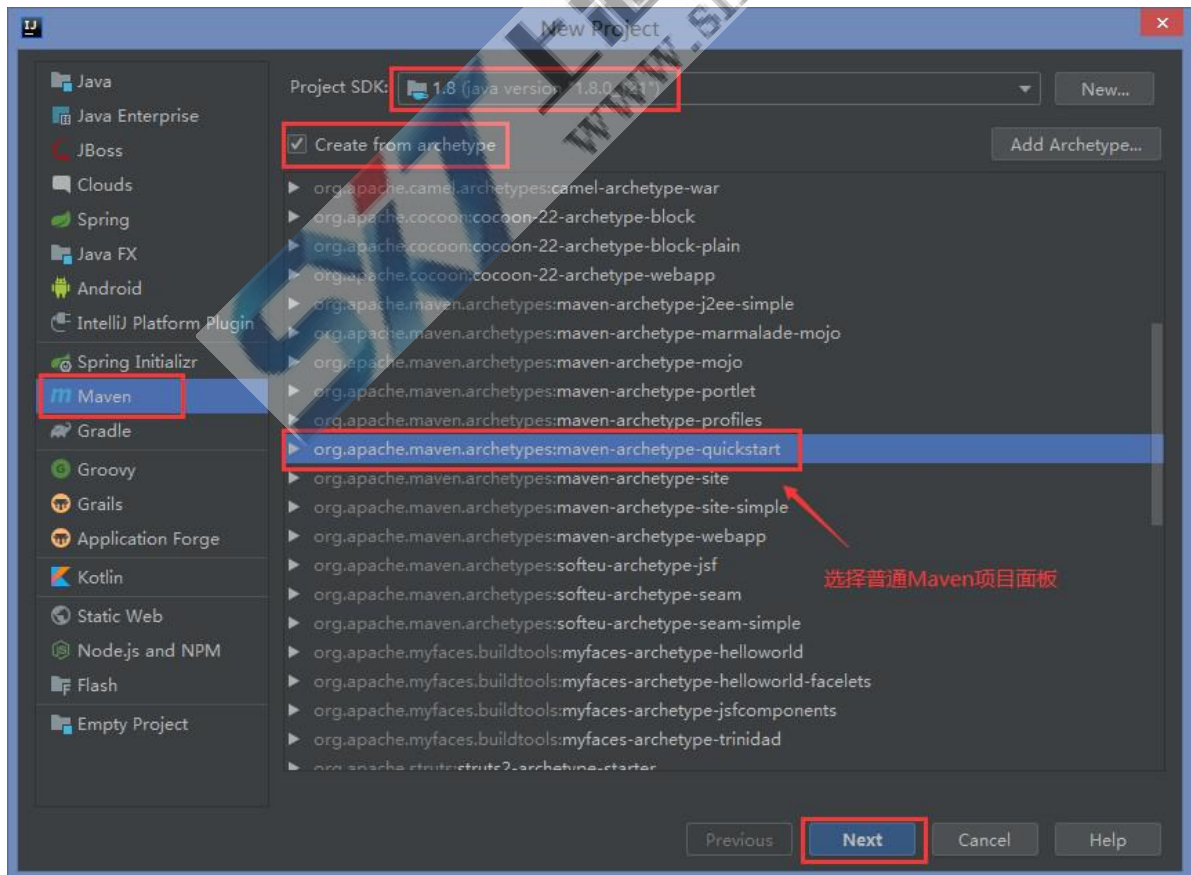 New Project
Java
Java Enterprise
JBoss
Clouds
Spring
Java FX
Android
IntelliJ Platform Plugin
Spring Initializr
Maven
Gradle
Groovy
Grails
Application Forge
Kotlin
Static Web
Node.js and NPM
Flash
Empty Project
Project SDK: 1.8 (java version "1.8.0
New...
Create from archetype
Add Archetype...
org.apache.camel.archetypes:camel-archetype-war
org.apache.cocoon:cocoon-22-archetype-block
org.apache.cocoon:cocoon-22-archetype-block-plain
org.apache.cocoon:cocoon-22-archetype-webapp
org.apache.maven.archetypes:maven-archetype-j2ee-simple
org.apache.maven.archetypes:maven-archetype-marmalade-mojo
org.apache.maven.archetypes:maven-archetype-mojo
org.apache.maven.archetypes:maven-archetype-portlet
org.apache.maven.archetypes:maven-archetype-profiles
org.apache.maven.archetypes:maven-archetype-quickstart
org.apache.maven.archetypes:maven-archetype-site
org.apache.maven.archetypes:maven-archetype-site-simple
org.apache.maven.archetypes:maven-archetype-webapp
org.apache.maven.archetypes:softeu-archetype-jsf
org.apache.maven.archetypes:softeu-archetype-seam
org.apache.maven.archetypes:softeu-archetype-seam-simple
org.apache.myfaces.buildtools:myfaces-archetype-helloworld
org.apache.myfaces.buildtools:myfaces-archetype-helloworld-facelets
org.apache.myfaces.buildtools:myfaces-archetype-jsfcomponents
org.apache.myfaces.buildtools:myfaces-archetype-trinidad
org.apache.struts:struts2-archetype-starter
选择普通Maven项目面板
Previous
Next
Cancel
Help
SXT
www.s